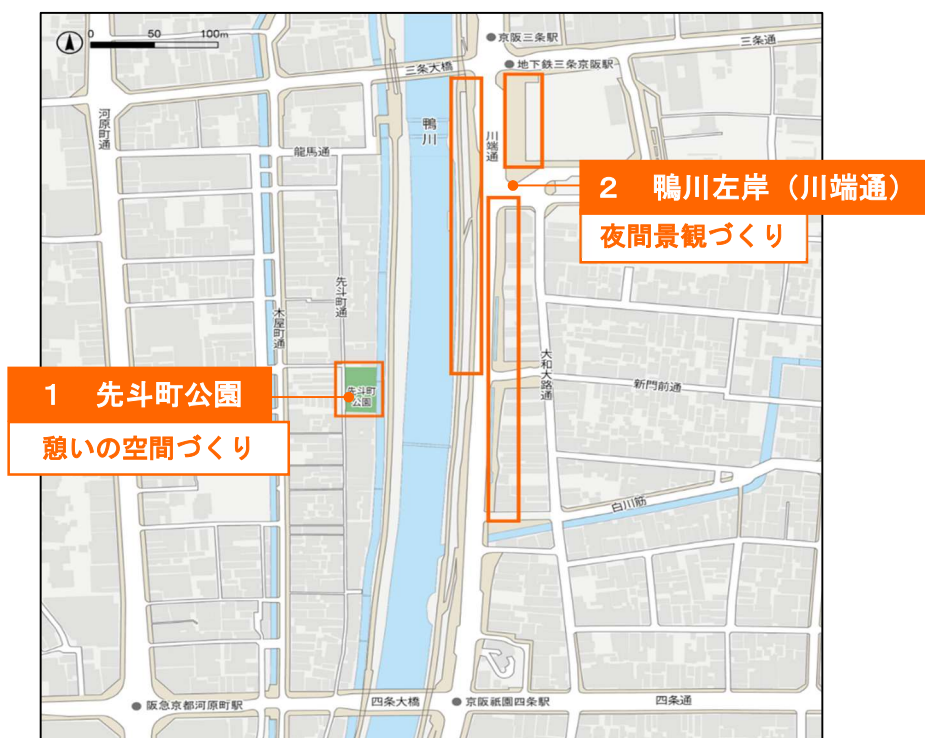 0 50 100m
京阪三条駅
三条通
地下鉄三条京阪駅
三条大橋
河原町通
鴨川
川端通
龍馬通
2 鴨川左岸（川端通）
夜間景観づくり
先斗町通
木屋町通
大和大路通
新門前通
1 先斗町公園
憩いの空間づくり
先斗町
公園
白川筋
阪急京都河原町駅
四条大橋
京阪祇園四条駅
四条通